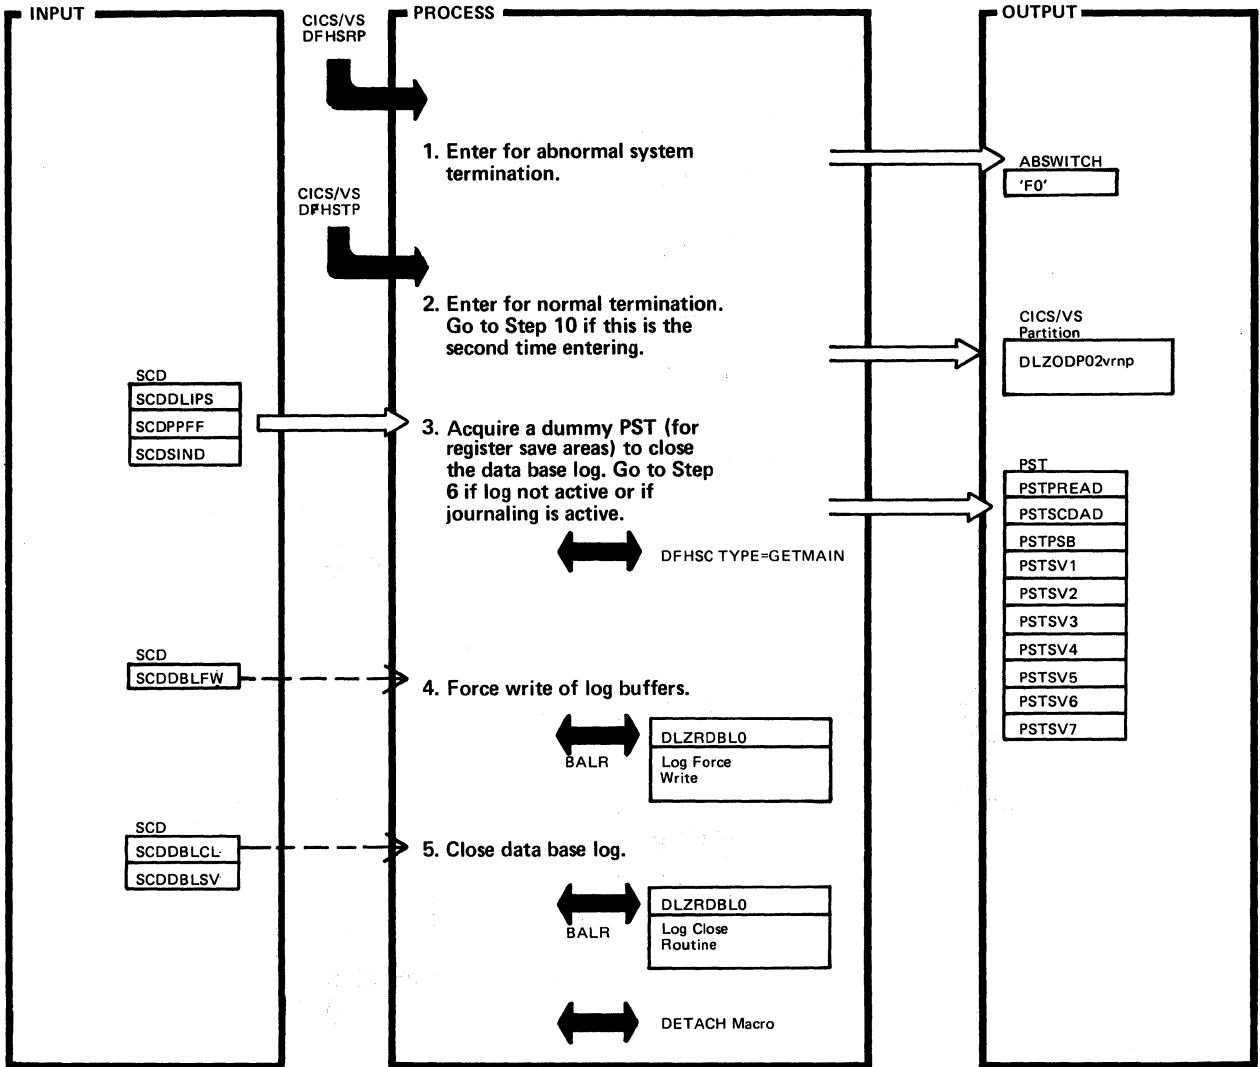 INPUT
CICS/VS
DFHSRP
PROCESS
OUTPUT
1. Enter for abnormal system
termination.
ABSWITCH
'F0'
CICS/VS
DFHSTP
2. Enter for normal termination.
Go to Step 10 if this is the
second time entering.
CICS/VS
Partition
DLZODP02vrnp
SCD
SCDDLIPS
SCDPPFF
SCDSIND
3. Acquire a dummy PST (for
register save areas) to close
the data base log. Go to Step
6 if log not active or if
journaling is active.
DFHSC TYPE=GETMAIN
PST
PSTPREAD
PSTSCDAD
PSTPSB
PSTSV1
PSTSV2
PSTSV3
PSTSV4
PSTSV5
PSTSV6
PSTSV7
SCD
SCDDBLFW
4. Force write of log buffers.
BALR
DLZRDBL0
Log Force
Write
SCD
SCDDBLCL
SCDDBLSV
5. Close data base log.
BALR
DLZRDBL0
Log Close
Routine
DETACH Macro